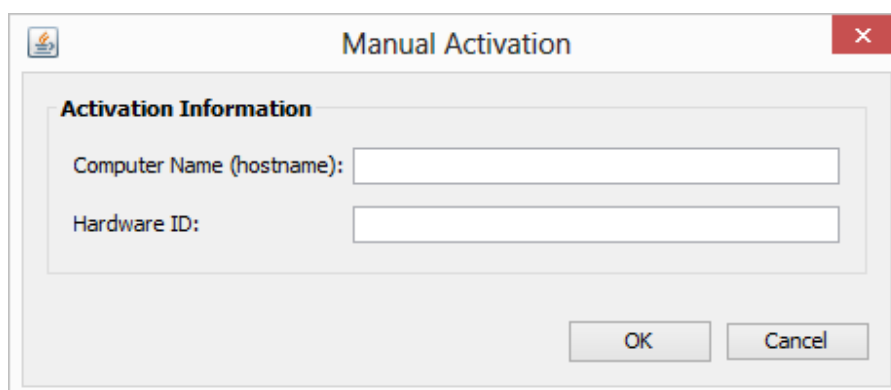 Manual Activation
Activation Information
Computer Name (hostname):
Hardware ID:
OK Cancel